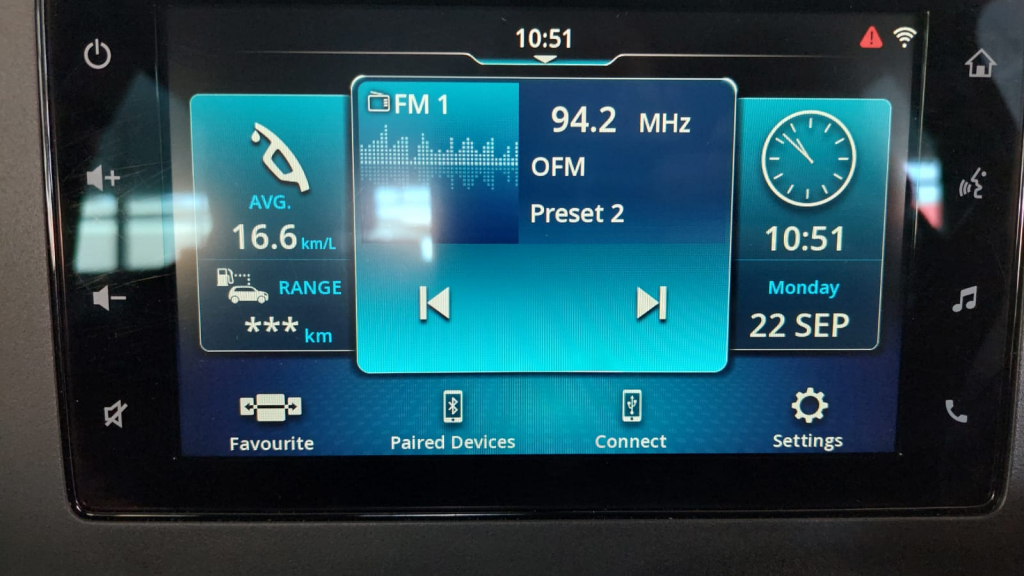 10:51
FM 1
94.2 MHz
OFM
Preset 2
AVG.
16.6 km/L
RANGE
*** km
10:51
Monday
22 SEP
Favourite
Paired Devices
Connect
Settings